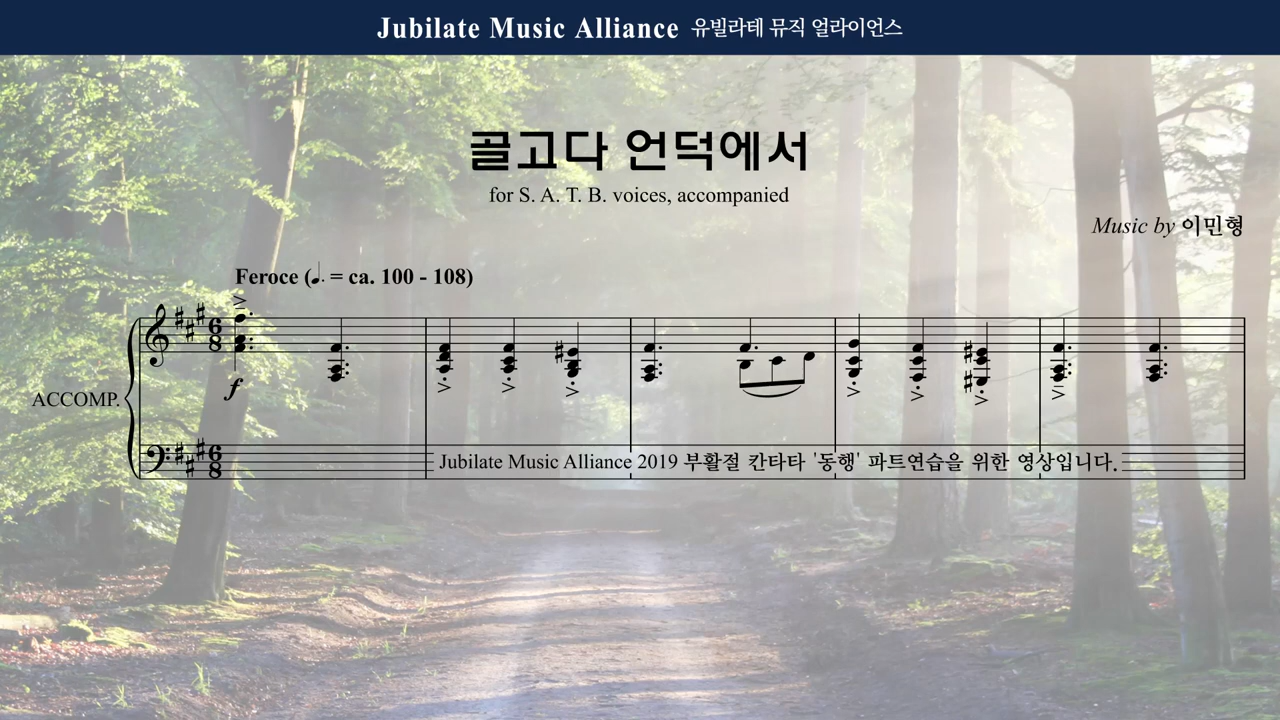 Jubilate Music Alliance 유빌라테 뮤직 얼라이언스
골고다 언덕에서
for S. A. T. B. voices, accompanied
Music by 이민형
Feroce (♩. = ca. 100 - 108)
f
ACCOMP.
Jubilate Music Alliance 2019 부활절 칸타타 '동행' 파트연습을 위한 영상입니다.